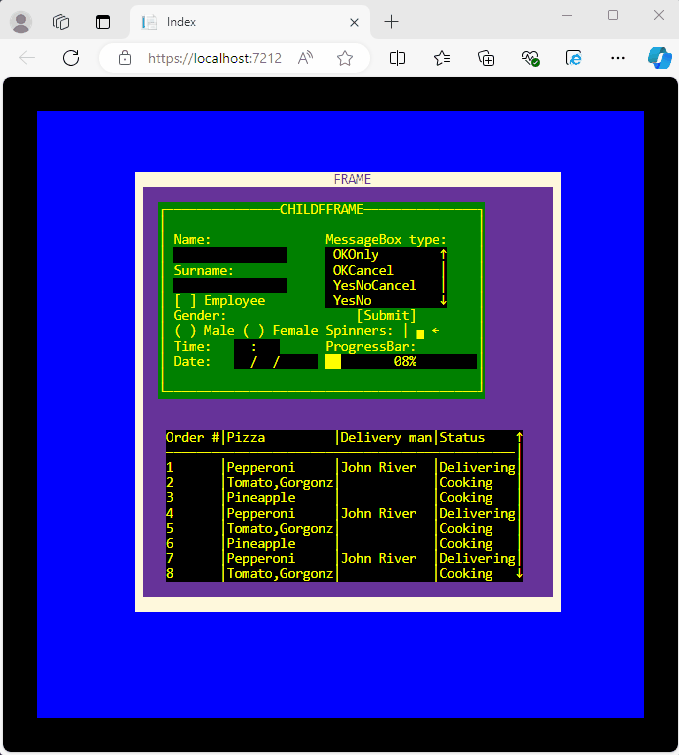 Index
https://localhost:7212
FRAME
CHILDFFRAME
Name: MessageBox type:
OKOnly ↑
Surname: OKCancel
YesNoCancel
[ ] Employee YesNo ↓
Gender: [Submit]
( ) Male ( ) Female Spinners: | ▄ ←
Time: : ProgressBar:
Date: / / 08%
Order #|Pizza |Delivery man|Status ↑
1 |Pepperoni |John River |Delivering|
2 |Tomato,Gorgonz| |Cooking |
3 |Pineapple | |Cooking |
4 |Pepperoni |John River |Delivering|
5 |Tomato,Gorgonz| |Cooking |
6 |Pineapple | |Cooking |
7 |Pepperoni |John River |Delivering|
8 |Tomato,Gorgonz| |Cooking ↓